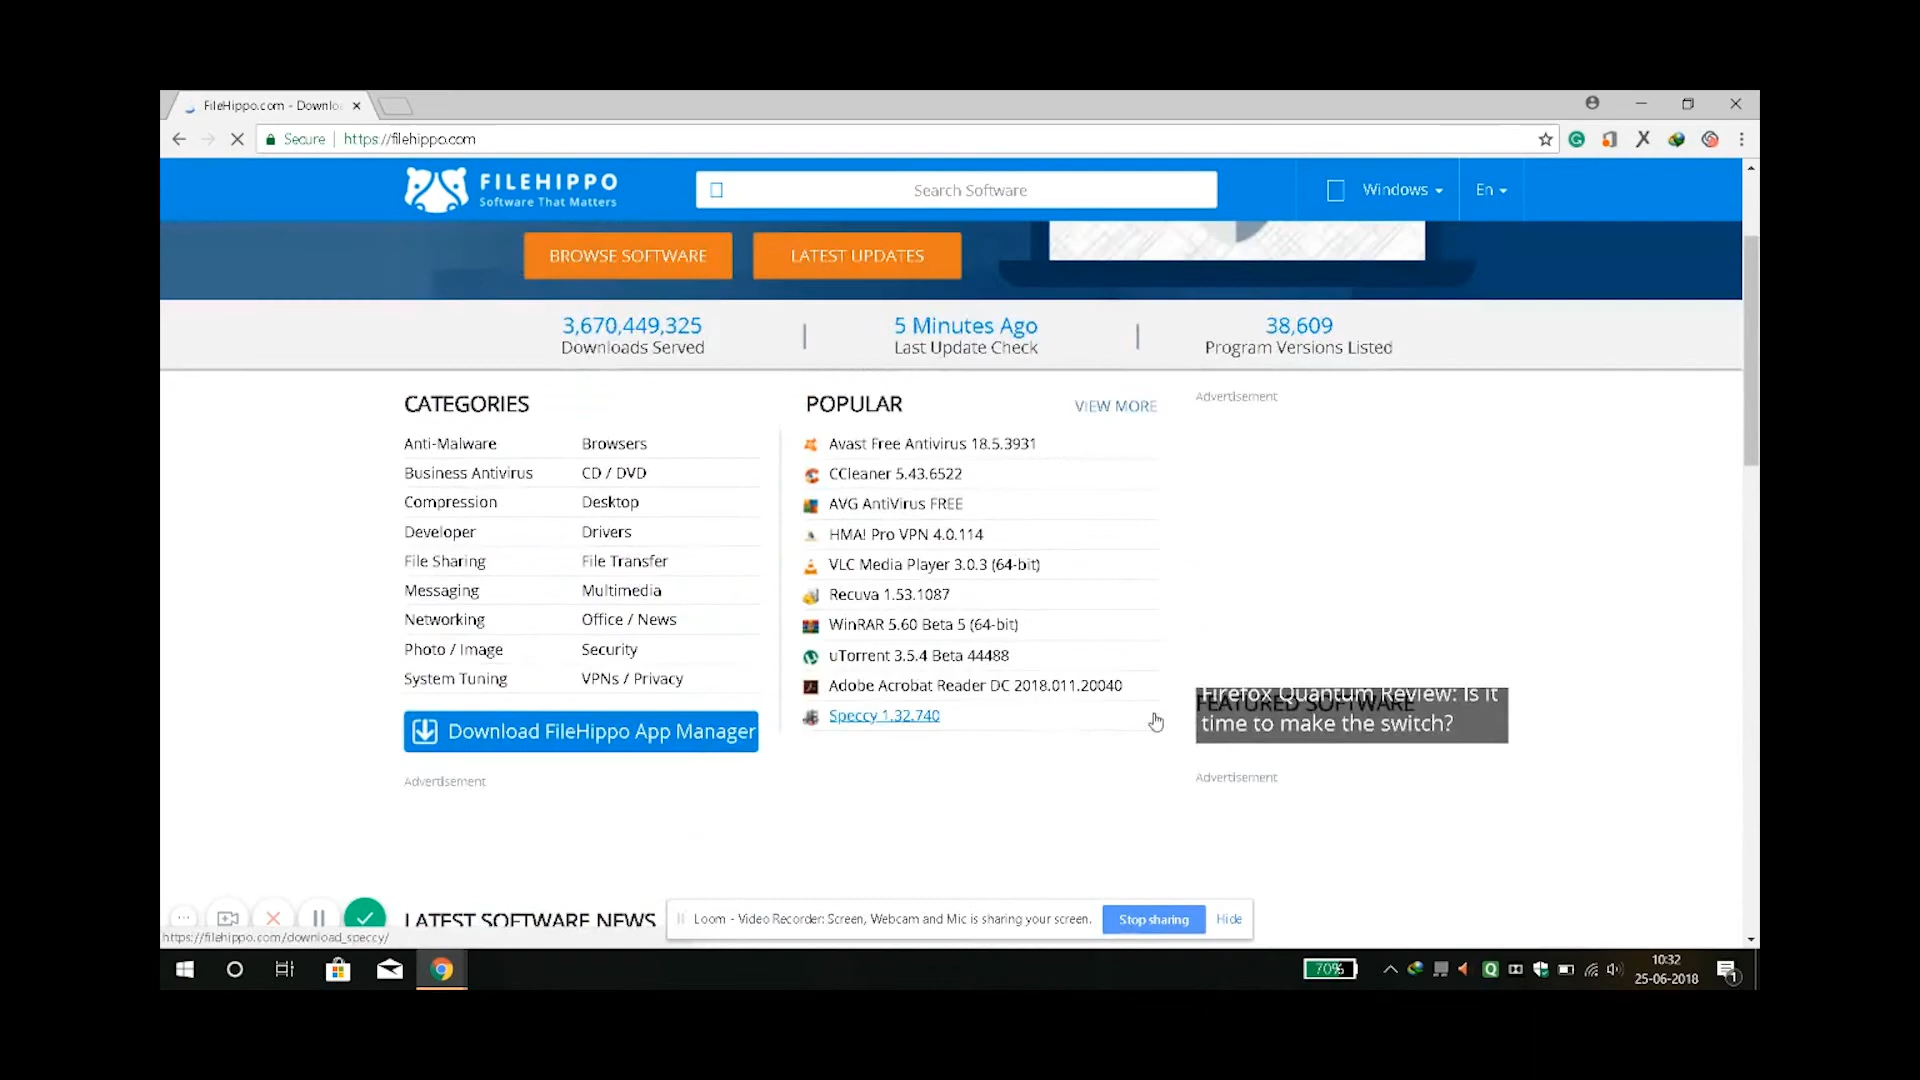 FileHippo.com - Downlo
Secure | https://filehippo.com
FILEHIPPO
Software That Matters
Search Software
Windows
En
BROWSE SOFTWARE
LATEST UPDATES
3,670,449,325
Downloads Served
5 Minutes Ago
Last Update Check
38,609
Program Versions Listed
CATEGORIES
Anti-Malware
Browsers
Business Antivirus
CD / DVD
Compression
Desktop
Developer
Drivers
File Sharing
File Transfer
Messaging
Multimedia
Networking
Office / News
Photo / Image
Security
System Tuning
VPNs / Privacy
Download FileHippo App Manager
Advertisement
POPULAR
VIEW MORE
Avast Free Antivirus 18.5.3931
CCleaner 5.43.6522
AVG AntiVirus FREE
HMA! Pro VPN 4.0.114
VLC Media Player 3.0.3 (64-bit)
Recuva 1.53.1087
WinRAR 5.60 Beta 5 (64-bit)
uTorrent 3.5.4 Beta 44488
Adobe Acrobat Reader DC 2018.011.20040
Speccy 1.32.740
Advertisement
Firefox Quantum Review: Is it
FEATURED SOFTWARE
time to make the switch?
Advertisement
LATEST SOFTWARE NEWS
Loom - Video Recorder: Screen, Webcam and Mic is sharing your screen.
Stop sharing
Hide
https://filehippo.com/download_speccy/
70%
10:32
25-06-2018
1